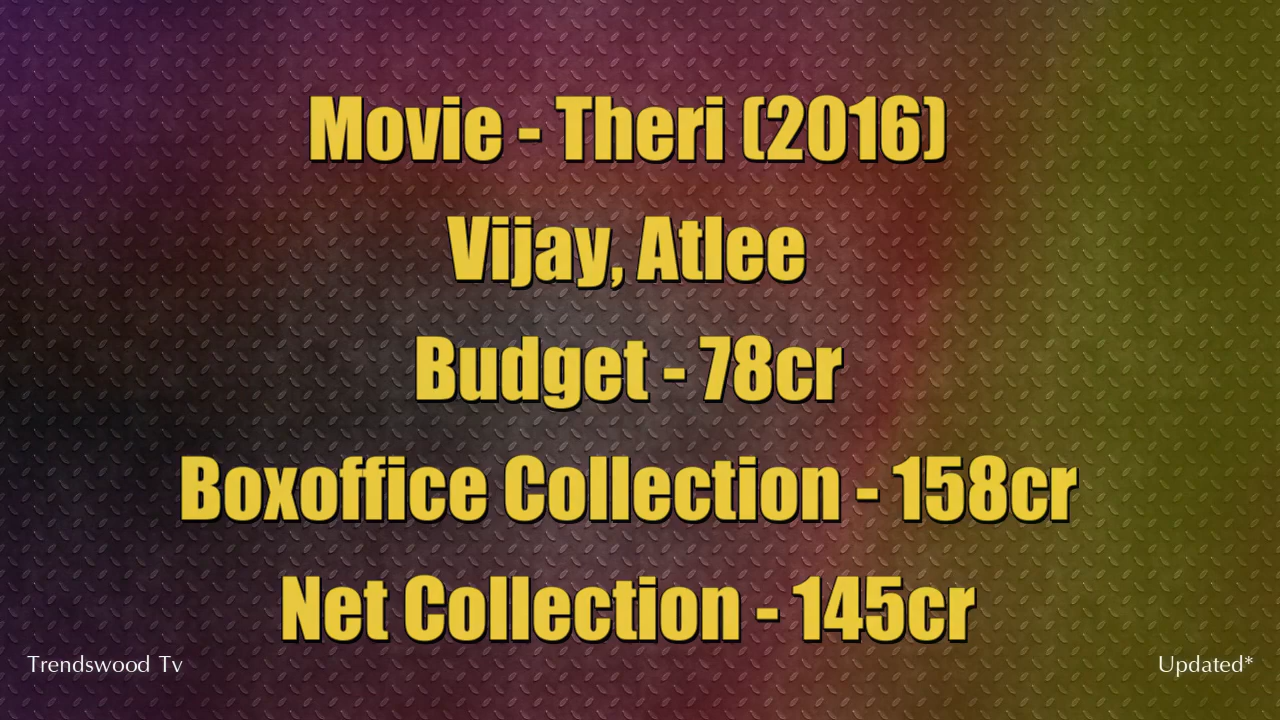 Movie - Theri (2016)
Vijay, Atlee
Budget - 78cr
Boxoffice Collection - 158cr
Net Collection - 145cr
Trendswood Tv
Updated*